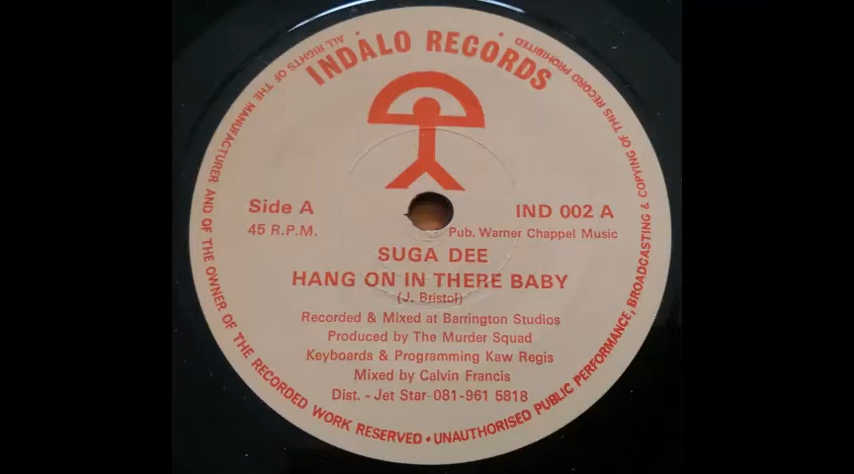 INDALO RECORDS
ALL RIGHTS OF THE MANUFACTURER AND OF THE OWNER OF THE RECORDED WORK RESERVED • UNAUTHORISED PUBLIC PERFORMANCE, BROADCASTING & COPYING OF THIS RECORD PROHIBITED
Side A
IND 002 A
45 R.P.M.
Pub. Warner Chappel Music
SUGA DEE
HANG ON IN THERE BABY
(J. Bristol)
Recorded & Mixed at Barrington Studios
Produced by The Murder Squad
Keyboards & Programming Kaw Regis
Mixed by Calvin Francis
Dist. - Jet Star 081-961 5818